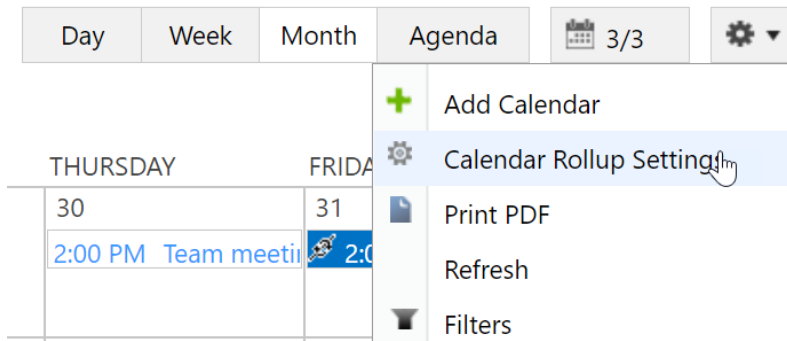 Day Week Month Agenda 3/3
Add Calendar
Calendar Rollup Settings
Print PDF
Refresh
Filters
THURSDAY
30
2:00 PM Team meeti
FRIDA
31
2:0